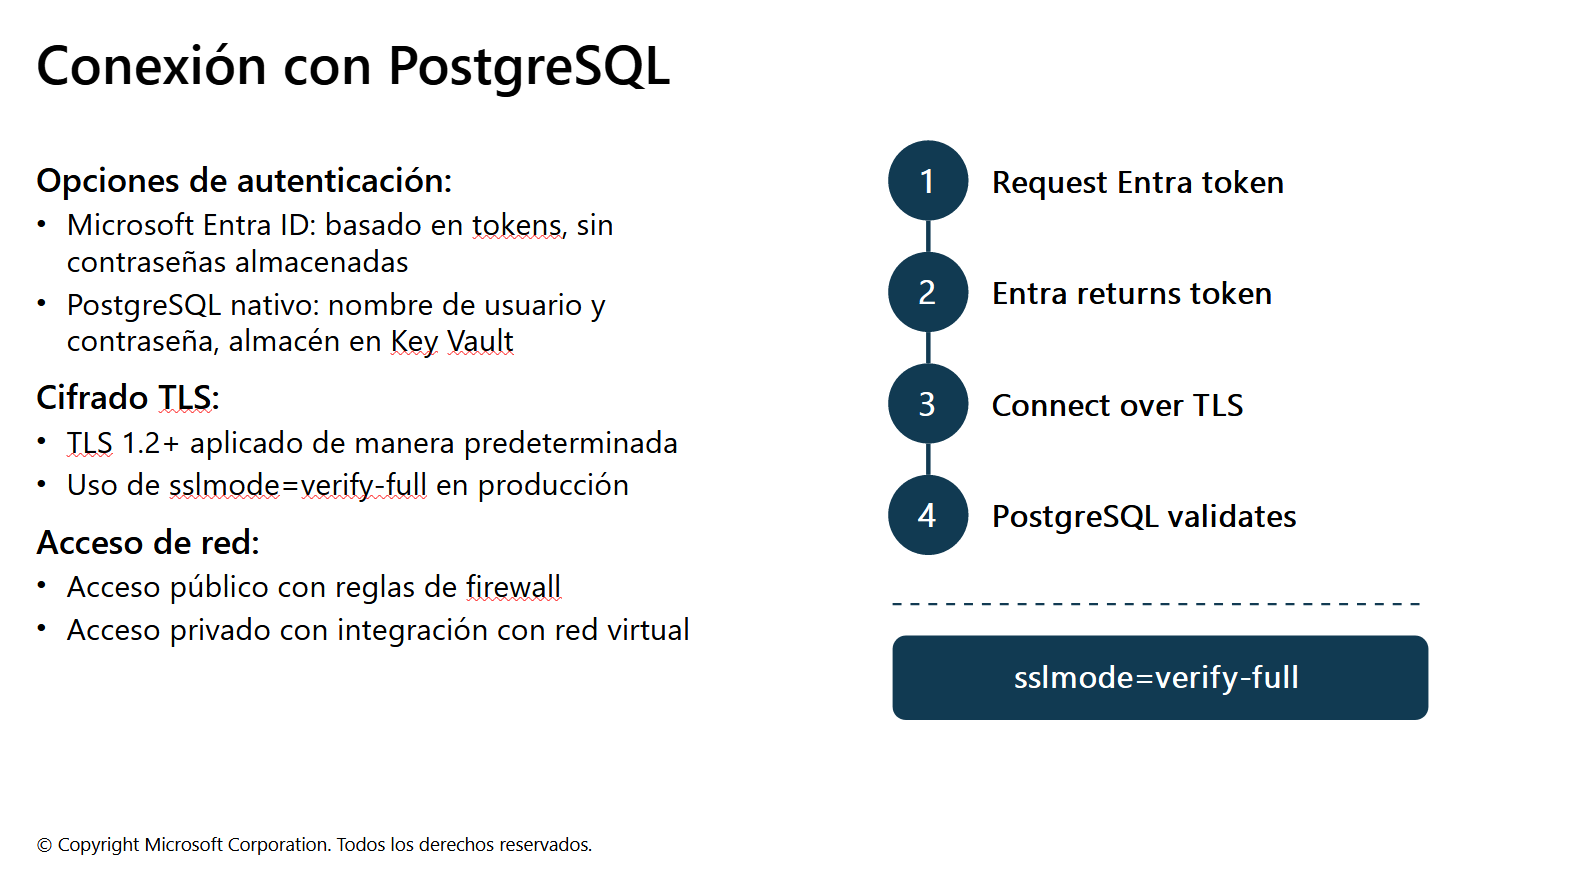 Conexión con PostgreSQL
Opciones de autenticación:
• Microsoft Entra ID: basado en tokens, sin
contraseñas almacenadas
• PostgreSQL nativo: nombre de usuario y
contraseña, almacén en Key Vault
Cifrado TLS:
• TLS 1.2+ aplicado de manera predeterminada
• Uso de sslmode=verify-full en producción
Acceso de red:
• Acceso público con reglas de firewall
• Acceso privado con integración con red virtual
1 Request Entra token
2 Entra returns token
3 Connect over TLS
4 PostgreSQL validates
sslmode=verify-full
© Copyright Microsoft Corporation. Todos los derechos reservados.